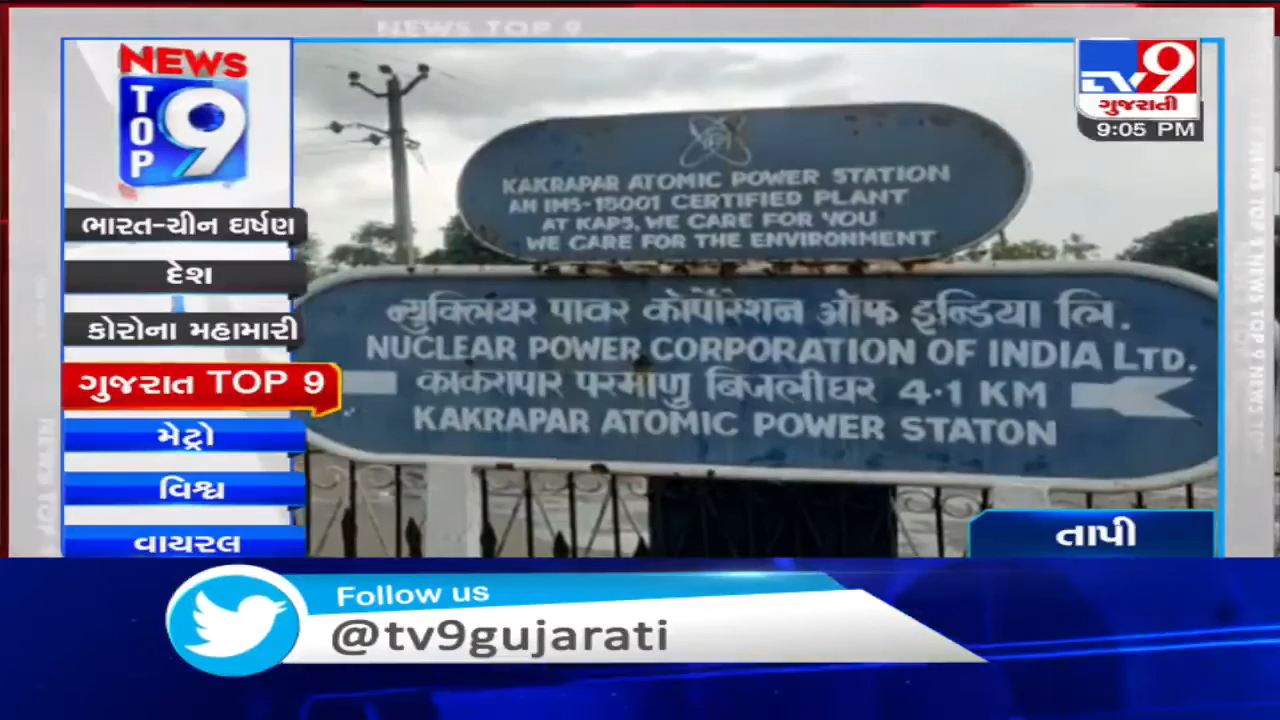 NEWS TOP 9
NEWS
TOP
9
ભારત-ચીન ઘર્ષણ
દેશ
કોરોના મહામારી
ગુજરાત TOP 9
મેટ્રો
વિશ્વ
વાયરલ
TV9
ગુજરાતી
9:05 PM
KAKRAPAR ATOMIC POWER STATION
AN IMS-15001 CERTIFIED PLANT
AT KAPS, WE CARE FOR YOU
WE CARE FOR THE ENVIRONMENT
न्युक्लियर पावर कोर्पोरेशन ऑफ इन्डिया लि.
NUCLEAR POWER CORPORATION OF INDIA LTD.
काकरापार परमाणु बिजलीघर 4.1 KM
KAKRAPAR ATOMIC POWER STATON
તાપી
Follow us
@tv9gujarati